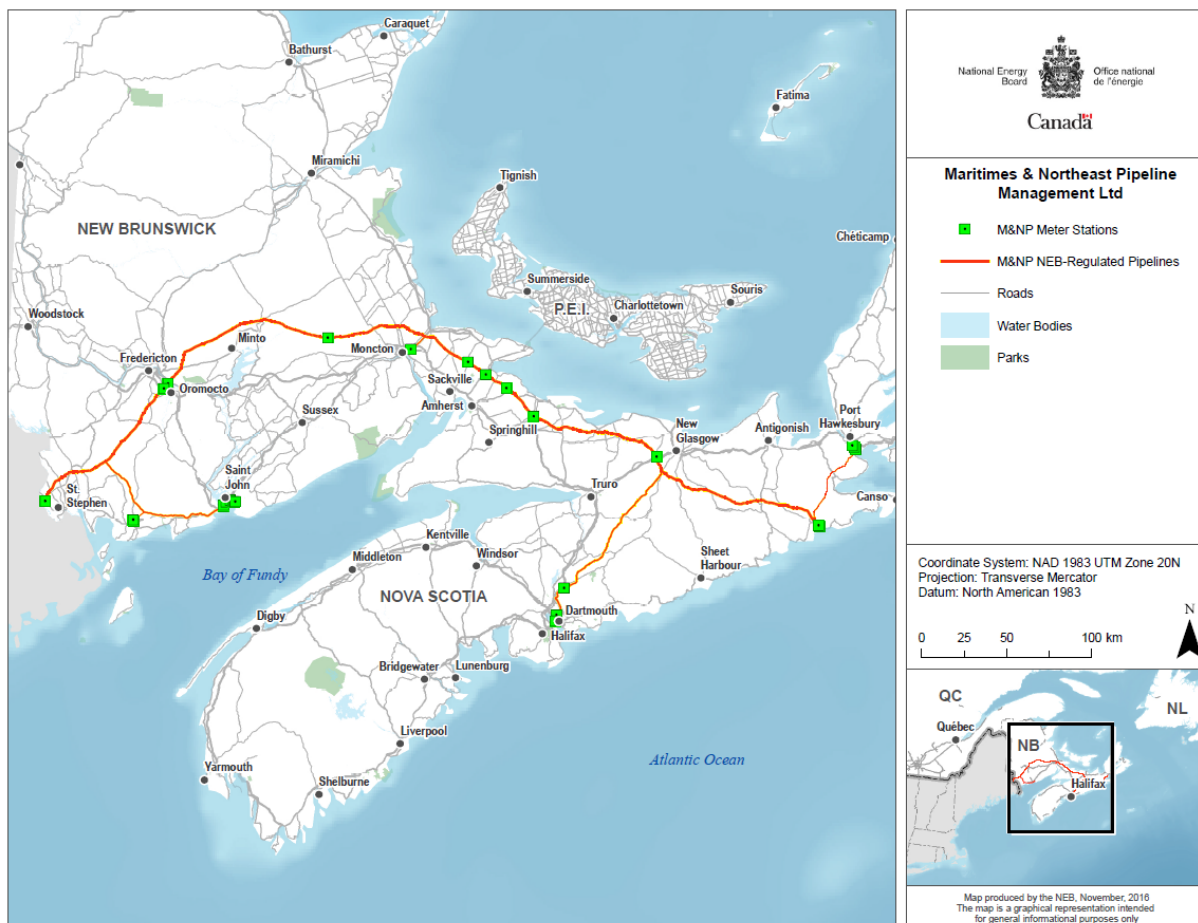 Caraquet
Bathurst
Fatima
Miramichi
Tignish
NEW BRUNSWICK
Chéticamp
Summerside
Souris
P.E.I.
Charlottetown
Woodstock
Minto
Moncton
Fredericton
Oromocto
Sackville
Amherst
Sussex
Springhill
New
Glasgow
Antigonish
Port
Hawkesbury
Saint
John
St.
Stephen
Truro
Canso
Kentville
Windsor
Middleton
Sheet
Harbour
Bay of Fundy
NOVA SCOTIA
Digby
Dartmouth
Halifax
Bridgewater
Lunenburg
Liverpool
Yarmouth
Shelburne
Atlantic Ocean
National Energy
Board
Office national
de l'énergie
Canada
Maritimes & Northeast Pipeline
Management Ltd
M&NP Meter Stations
M&NP NEB-Regulated Pipelines
Roads
Water Bodies
Parks
Coordinate System: NAD 1983 UTM Zone 20N
Projection: Transverse Mercator
Datum: North American 1983
N
0 25 50 100 km
QC
NL
Québec
NB
Halifax
Map produced by the NEB, November, 2016
The map is a graphical representation intended
for general informational purposes only